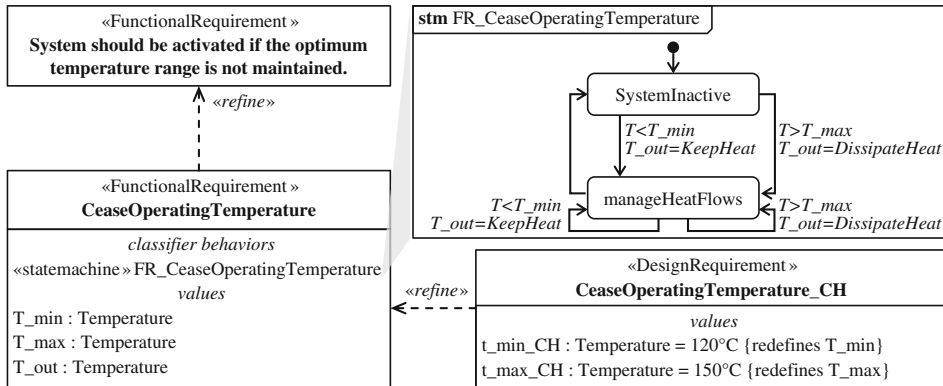 «FunctionalRequirement»
System should be activated if the optimum
temperature range is not maintained.
«refine»
«FunctionalRequirement»
CeaseOperatingTemperature
classifier behaviors
«statemachine» FR_CeaseOperatingTemperature
values
T_min : Temperature
T_max : Temperature
T_out : Temperature
stm FR_CeaseOperatingTemperature
SystemInactive
T<T_min
T_out=KeepHeat
T>T_max
T_out=DissipateHeat
manageHeatFlows
T<T_min
T_out=KeepHeat
T>T_max
T_out=DissipateHeat
«refine»
«DesignRequirement»
CeaseOperatingTemperature_CH
values
t_min_CH : Temperature = 120°C {redefines T_min}
t_max_CH : Temperature = 150°C {redefines T_max}